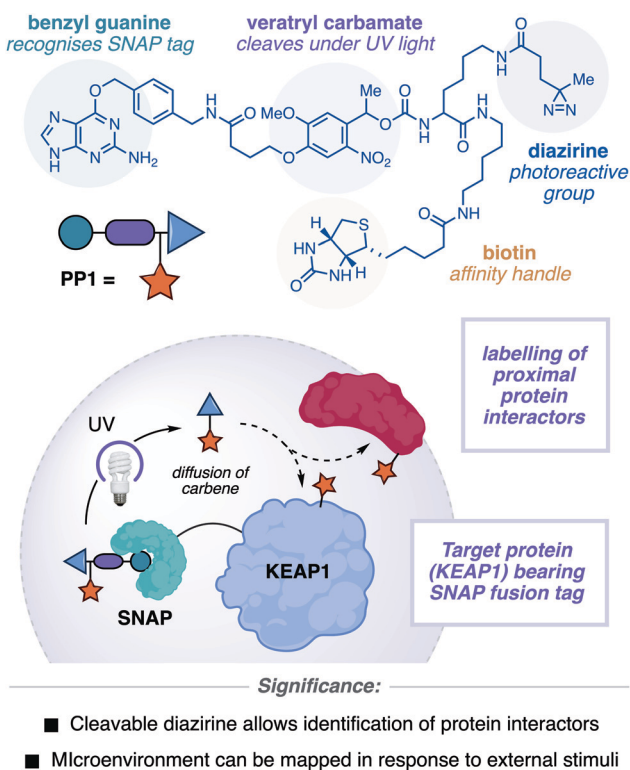 benzyl guanine
recognises SNAP tag
veratryl carbamate
cleaves under UV light
O
N
N
N
H
N
NH₂
H
N
O
O
MeO
NO₂
Me
O
O
N
H
O
H
N
N
H
O
Me
N=N
diazirine
photoreactive
group
O
NH
H
S
HN
O
NH
H
biotin
affinity handle
PP1 =
labelling of
proximal
protein
interactors
UV
diffusion of
carbene
KEAP1
SNAP
Target protein
(KEAP1) bearing
SNAP fusion tag
Significance:
■ Cleavable diazirine allows identification of protein interactors
■ MIcroenvironment can be mapped in response to external stimuli